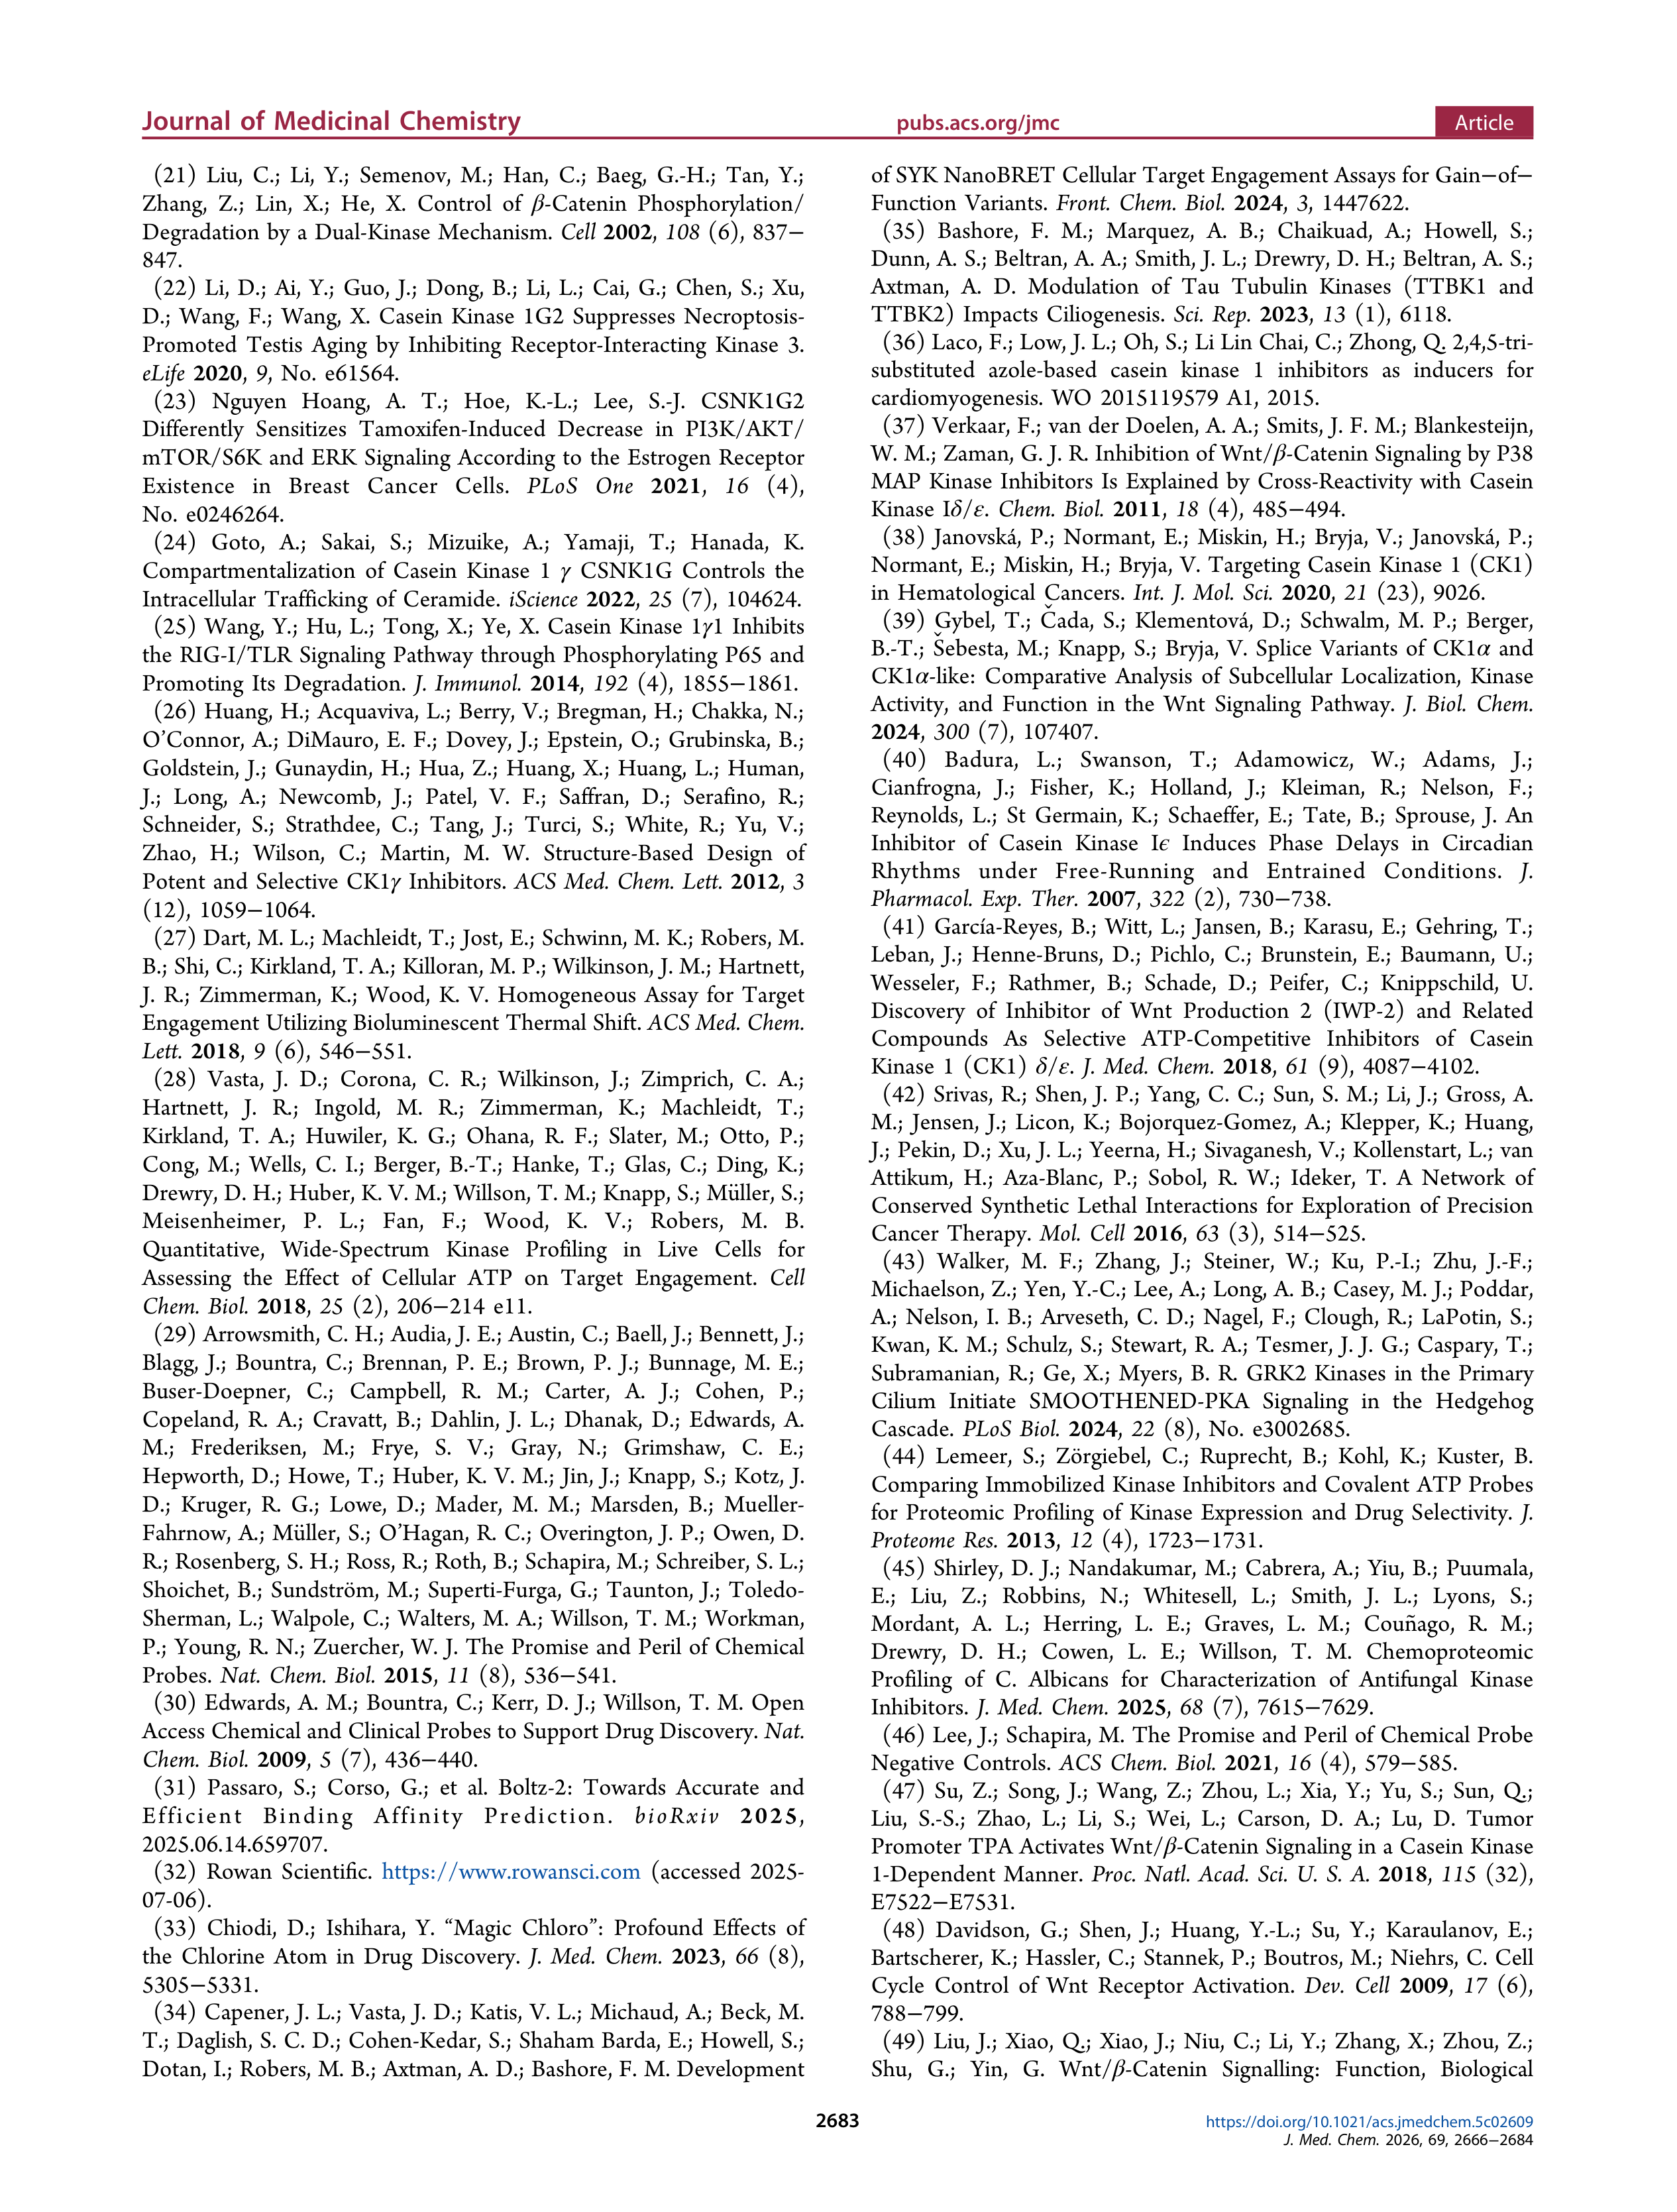 Journal of Medicinal Chemistry
pubs.acs.org/jmc
Article
(21) Liu, C.; Li, Y.; Semenov, M.; Han, C.; Baeg, G.-H.; Tan, Y.;
Zhang, Z.; Lin, X.; He, X. Control of β-Catenin Phosphorylation/
Degradation by a Dual-Kinase Mechanism. Cell 2002, 108 (6), 837−
847.
(22) Li, D.; Ai, Y.; Guo, J.; Dong, B.; Li, L.; Cai, G.; Chen, S.; Xu,
D.; Wang, F.; Wang, X. Casein Kinase 1G2 Suppresses Necroptosis-
Promoted Testis Aging by Inhibiting Receptor-Interacting Kinase 3.
eLife 2020, 9, No. e61564.
(23) Nguyen Hoang, A. T.; Hoe, K.-L.; Lee, S.-J. CSNK1G2
Differently Sensitizes Tamoxifen-Induced Decrease in PI3K/AKT/
mTOR/S6K and ERK Signaling According to the Estrogen Receptor
Existence in Breast Cancer Cells. PLoS One 2021, 16 (4),
No. e0246264.
(24) Goto, A.; Sakai, S.; Mizuike, A.; Yamaji, T.; Hanada, K.
Compartmentalization of Casein Kinase 1 γ CSNK1G Controls the
Intracellular Trafficking of Ceramide. iScience 2022, 25 (7), 104624.
(25) Wang, Y.; Hu, L.; Tong, X.; Ye, X. Casein Kinase 1γ1 Inhibits
the RIG-I/TLR Signaling Pathway through Phosphorylating P65 and
Promoting Its Degradation. J. Immunol. 2014, 192 (4), 1855−1861.
(26) Huang, H.; Acquaviva, L.; Berry, V.; Bregman, H.; Chakka, N.;
O’Connor, A.; DiMauro, E. F.; Dovey, J.; Epstein, O.; Grubinska, B.;
Goldstein, J.; Gunaydin, H.; Hua, Z.; Huang, X.; Huang, L.; Human,
J.; Long, A.; Newcomb, J.; Patel, V. F.; Saffran, D.; Serafino, R.;
Schneider, S.; Strathdee, C.; Tang, J.; Turci, S.; White, R.; Yu, V.;
Zhao, H.; Wilson, C.; Martin, M. W. Structure-Based Design of
Potent and Selective CK1γ Inhibitors. ACS Med. Chem. Lett. 2012, 3
(12), 1059−1064.
(27) Dart, M. L.; Machleidt, T.; Jost, E.; Schwinn, M. K.; Robers, M.
B.; Shi, C.; Kirkland, T. A.; Killoran, M. P.; Wilkinson, J. M.; Hartnett,
J. R.; Zimmerman, K.; Wood, K. V. Homogeneous Assay for Target
Engagement Utilizing Bioluminescent Thermal Shift. ACS Med. Chem.
Lett. 2018, 9 (6), 546−551.
(28) Vasta, J. D.; Corona, C. R.; Wilkinson, J.; Zimprich, C. A.;
Hartnett, J. R.; Ingold, M. R.; Zimmerman, K.; Machleidt, T.;
Kirkland, T. A.; Huwiler, K. G.; Ohana, R. F.; Slater, M.; Otto, P.;
Cong, M.; Wells, C. I.; Berger, B.-T.; Hanke, T.; Glas, C.; Ding, K.;
Drewry, D. H.; Huber, K. V. M.; Willson, T. M.; Knapp, S.; Müller, S.;
Meisenheimer, P. L.; Fan, F.; Wood, K. V.; Robers, M. B.
Quantitative, Wide-Spectrum Kinase Profiling in Live Cells for
Assessing the Effect of Cellular ATP on Target Engagement. Cell
Chem. Biol. 2018, 25 (2), 206−214 e11.
(29) Arrowsmith, C. H.; Audia, J. E.; Austin, C.; Baell, J.; Bennett, J.;
Blagg, J.; Bountra, C.; Brennan, P. E.; Brown, P. J.; Bunnage, M. E.;
Buser-Doepner, C.; Campbell, R. M.; Carter, A. J.; Cohen, P.;
Copeland, R. A.; Cravatt, B.; Dahlin, J. L.; Dhanak, D.; Edwards, A.
M.; Frederiksen, M.; Frye, S. V.; Gray, N.; Grimshaw, C. E.;
Hepworth, D.; Howe, T.; Huber, K. V. M.; Jin, J.; Knapp, S.; Kotz, J.
D.; Kruger, R. G.; Lowe, D.; Mader, M. M.; Marsden, B.; Mueller-
Fahrnow, A.; Müller, S.; O’Hagan, R. C.; Overington, J. P.; Owen, D.
R.; Rosenberg, S. H.; Ross, R.; Roth, B.; Schapira, M.; Schreiber, S. L.;
Shoichet, B.; Sundström, M.; Superti-Furga, G.; Taunton, J.; Toledo-
Sherman, L.; Walpole, C.; Walters, M. A.; Willson, T. M.; Workman,
P.; Young, R. N.; Zuercher, W. J. The Promise and Peril of Chemical
Probes. Nat. Chem. Biol. 2015, 11 (8), 536−541.
(30) Edwards, A. M.; Bountra, C.; Kerr, D. J.; Willson, T. M. Open
Access Chemical and Clinical Probes to Support Drug Discovery. Nat.
Chem. Biol. 2009, 5 (7), 436−440.
(31) Passaro, S.; Corso, G.; et al. Boltz-2: Towards Accurate and
Efficient Binding Affinity Prediction. bioRxiv 2025,
2025.06.14.659707.
(32) Rowan Scientific. https://www.rowansci.com (accessed 2025-
07-06).
(33) Chiodi, D.; Ishihara, Y. “Magic Chloro”: Profound Effects of
the Chlorine Atom in Drug Discovery. J. Med. Chem. 2023, 66 (8),
5305−5331.
(34) Capener, J. L.; Vasta, J. D.; Katis, V. L.; Michaud, A.; Beck, M.
T.; Daglish, S. C. D.; Cohen-Kedar, S.; Shaham Barda, E.; Howell, S.;
Dotan, I.; Robers, M. B.; Axtman, A. D.; Bashore, F. M. Development
of SYK NanoBRET Cellular Target Engagement Assays for Gain−of−
Function Variants. Front. Chem. Biol. 2024, 3, 1447622.
(35) Bashore, F. M.; Marquez, A. B.; Chaikuad, A.; Howell, S.;
Dunn, A. S.; Beltran, A. A.; Smith, J. L.; Drewry, D. H.; Beltran, A. S.;
Axtman, A. D. Modulation of Tau Tubulin Kinases (TTBK1 and
TTBK2) Impacts Ciliogenesis. Sci. Rep. 2023, 13 (1), 6118.
(36) Laco, F.; Low, J. L.; Oh, S.; Li Lin Chai, C.; Zhong, Q. 2,4,5-tri-
substituted azole-based casein kinase 1 inhibitors as inducers for
cardiomyogenesis. WO 2015119579 A1, 2015.
(37) Verkaar, F.; van der Doelen, A. A.; Smits, J. F. M.; Blankesteijn,
W. M.; Zaman, G. J. R. Inhibition of Wnt/β-Catenin Signaling by P38
MAP Kinase Inhibitors Is Explained by Cross-Reactivity with Casein
Kinase Iδ/ε. Chem. Biol. 2011, 18 (4), 485−494.
(38) Janovská, P.; Normant, E.; Miskin, H.; Bryja, V.; Janovská, P.;
Normant, E.; Miskin, H.; Bryja, V. Targeting Casein Kinase 1 (CK1)
in Hematological Cancers. Int. J. Mol. Sci. 2020, 21 (23), 9026.
(39) Gybel, T.; Čada, S.; Klementová, D.; Schwalm, M. P.; Berger,
B.-T.; Šebesta, M.; Knapp, S.; Bryja, V. Splice Variants of CK1α and
CK1α-like: Comparative Analysis of Subcellular Localization, Kinase
Activity, and Function in the Wnt Signaling Pathway. J. Biol. Chem.
2024, 300 (7), 107407.
(40) Badura, L.; Swanson, T.; Adamowicz, W.; Adams, J.;
Cianfrogna, J.; Fisher, K.; Holland, J.; Kleiman, R.; Nelson, F.;
Reynolds, L.; St Germain, K.; Schaeffer, E.; Tate, B.; Sprouse, J. An
Inhibitor of Casein Kinase Iϵ Induces Phase Delays in Circadian
Rhythms under Free-Running and Entrained Conditions. J.
Pharmacol. Exp. Ther. 2007, 322 (2), 730−738.
(41) García-Reyes, B.; Witt, L.; Jansen, B.; Karasu, E.; Gehring, T.;
Leban, J.; Henne-Bruns, D.; Pichlo, C.; Brunstein, E.; Baumann, U.;
Wesseler, F.; Rathmer, B.; Schade, D.; Peifer, C.; Knippschild, U.
Discovery of Inhibitor of Wnt Production 2 (IWP-2) and Related
Compounds As Selective ATP-Competitive Inhibitors of Casein
Kinase 1 (CK1) δ/ε. J. Med. Chem. 2018, 61 (9), 4087−4102.
(42) Srivas, R.; Shen, J. P.; Yang, C. C.; Sun, S. M.; Li, J.; Gross, A.
M.; Jensen, J.; Licon, K.; Bojorquez-Gomez, A.; Klepper, K.; Huang,
J.; Pekin, D.; Xu, J. L.; Yeerna, H.; Sivaganesh, V.; Kollenstart, L.; van
Attikum, H.; Aza-Blanc, P.; Sobol, R. W.; Ideker, T. A Network of
Conserved Synthetic Lethal Interactions for Exploration of Precision
Cancer Therapy. Mol. Cell 2016, 63 (3), 514−525.
(43) Walker, M. F.; Zhang, J.; Steiner, W.; Ku, P.-I.; Zhu, J.-F.;
Michaelson, Z.; Yen, Y.-C.; Lee, A.; Long, A. B.; Casey, M. J.; Poddar,
A.; Nelson, I. B.; Arveseth, C. D.; Nagel, F.; Clough, R.; LaPotin, S.;
Kwan, K. M.; Schulz, S.; Stewart, R. A.; Tesmer, J. J. G.; Caspary, T.;
Subramanian, R.; Ge, X.; Myers, B. R. GRK2 Kinases in the Primary
Cilium Initiate SMOOTHENED-PKA Signaling in the Hedgehog
Cascade. PLoS Biol. 2024, 22 (8), No. e3002685.
(44) Lemeer, S.; Zörgiebel, C.; Ruprecht, B.; Kohl, K.; Kuster, B.
Comparing Immobilized Kinase Inhibitors and Covalent ATP Probes
for Proteomic Profiling of Kinase Expression and Drug Selectivity. J.
Proteome Res. 2013, 12 (4), 1723−1731.
(45) Shirley, D. J.; Nandakumar, M.; Cabrera, A.; Yiu, B.; Puumala,
E.; Liu, Z.; Robbins, N.; Whitesell, L.; Smith, J. L.; Lyons, S.;
Mordant, A. L.; Herring, L. E.; Graves, L. M.; Couñago, R. M.;
Drewry, D. H.; Cowen, L. E.; Willson, T. M. Chemoproteomic
Profiling of C. Albicans for Characterization of Antifungal Kinase
Inhibitors. J. Med. Chem. 2025, 68 (7), 7615−7629.
(46) Lee, J.; Schapira, M. The Promise and Peril of Chemical Probe
Negative Controls. ACS Chem. Biol. 2021, 16 (4), 579−585.
(47) Su, Z.; Song, J.; Wang, Z.; Zhou, L.; Xia, Y.; Yu, S.; Sun, Q.;
Liu, S.-S.; Zhao, L.; Li, S.; Wei, L.; Carson, D. A.; Lu, D. Tumor
Promoter TPA Activates Wnt/β-Catenin Signaling in a Casein Kinase
1-Dependent Manner. Proc. Natl. Acad. Sci. U. S. A. 2018, 115 (32),
E7522−E7531.
(48) Davidson, G.; Shen, J.; Huang, Y.-L.; Su, Y.; Karaulanov, E.;
Bartscherer, K.; Hassler, C.; Stannek, P.; Boutros, M.; Niehrs, C. Cell
Cycle Control of Wnt Receptor Activation. Dev. Cell 2009, 17 (6),
788−799.
(49) Liu, J.; Xiao, Q.; Xiao, J.; Niu, C.; Li, Y.; Zhang, X.; Zhou, Z.;
Shu, G.; Yin, G. Wnt/β-Catenin Signalling: Function, Biological
2683
https://doi.org/10.1021/acs.jmedchem.5c02609
J. Med. Chem. 2026, 69, 2666−2684